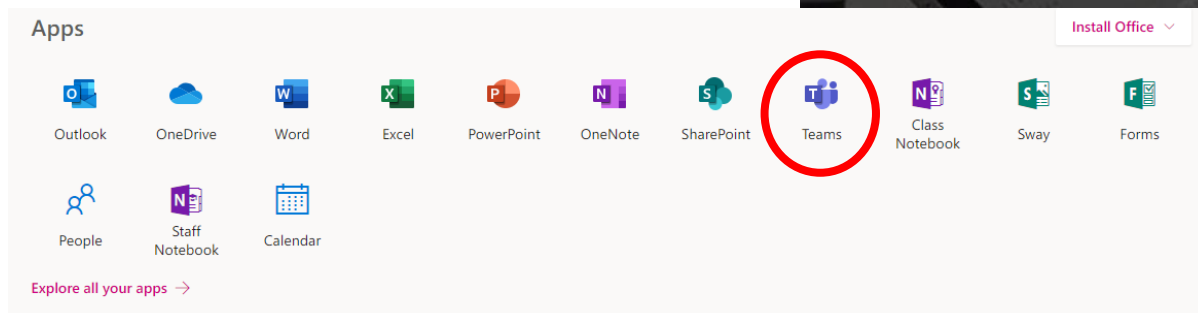 Apps
Install Office
Outlook
OneDrive
Word
Excel
PowerPoint
OneNote
SharePoint
Teams
Class
Notebook
Sway
Forms
People
Staff
Notebook
Calendar
Explore all your apps →